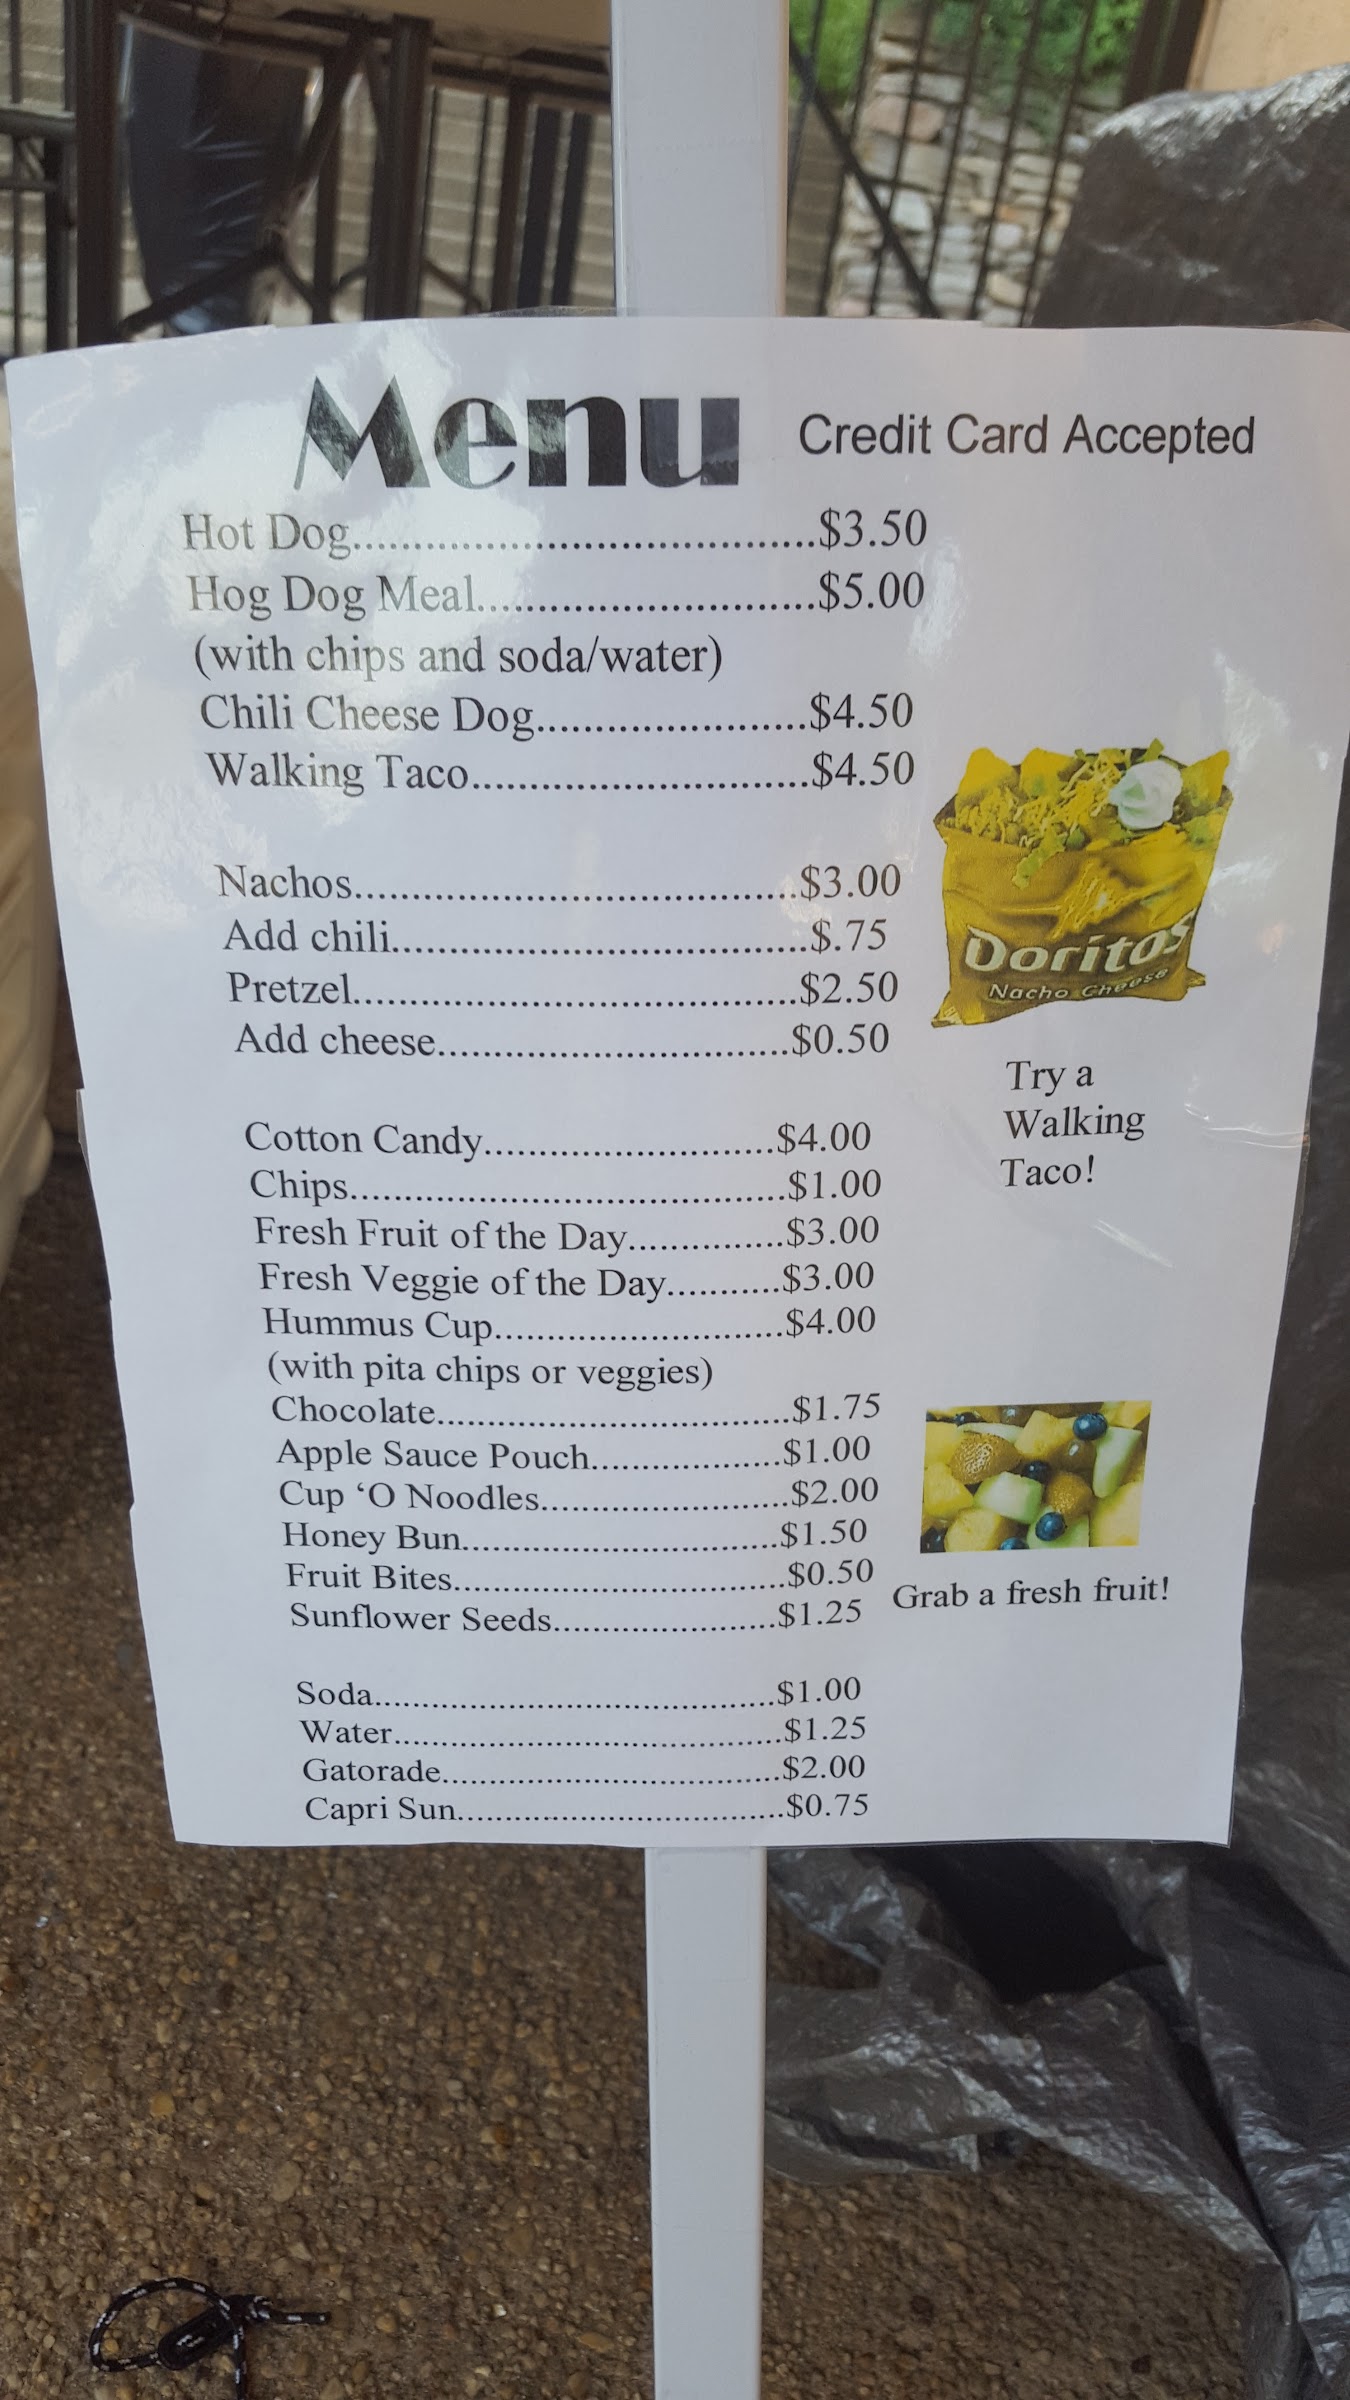 Menu Credit Card Accepted
Hot Dog......................................$3.50
Hog Dog Meal............................$5.00
(with chips and soda/water)
Chili Cheese Dog.......................$4.50
Walking Taco.............................$4.50
Nachos.......................................$3.00
Add chili.....................................$.75
Pretzel........................................$2.50
Add cheese................................$0.50
Doritos
Nacho Cheese
Try a
Walking
Taco!
Cotton Candy...........................$4.00
Chips........................................$1.00
Fresh Fruit of the Day...............$3.00
Fresh Veggie of the Day...........$3.00
Hummus Cup...........................$4.00
(with pita chips or veggies)
Chocolate.................................$1.75
Apple Sauce Pouch..................$1.00
Cup ‘O Noodles.......................$2.00
Honey Bun...............................$1.50
Fruit Bites................................$0.50
Sunflower Seeds......................$1.25
Grab a fresh fruit!
Soda..........................................$1.00
Water........................................$1.25
Gatorade...................................$2.00
Capri Sun.................................$0.75